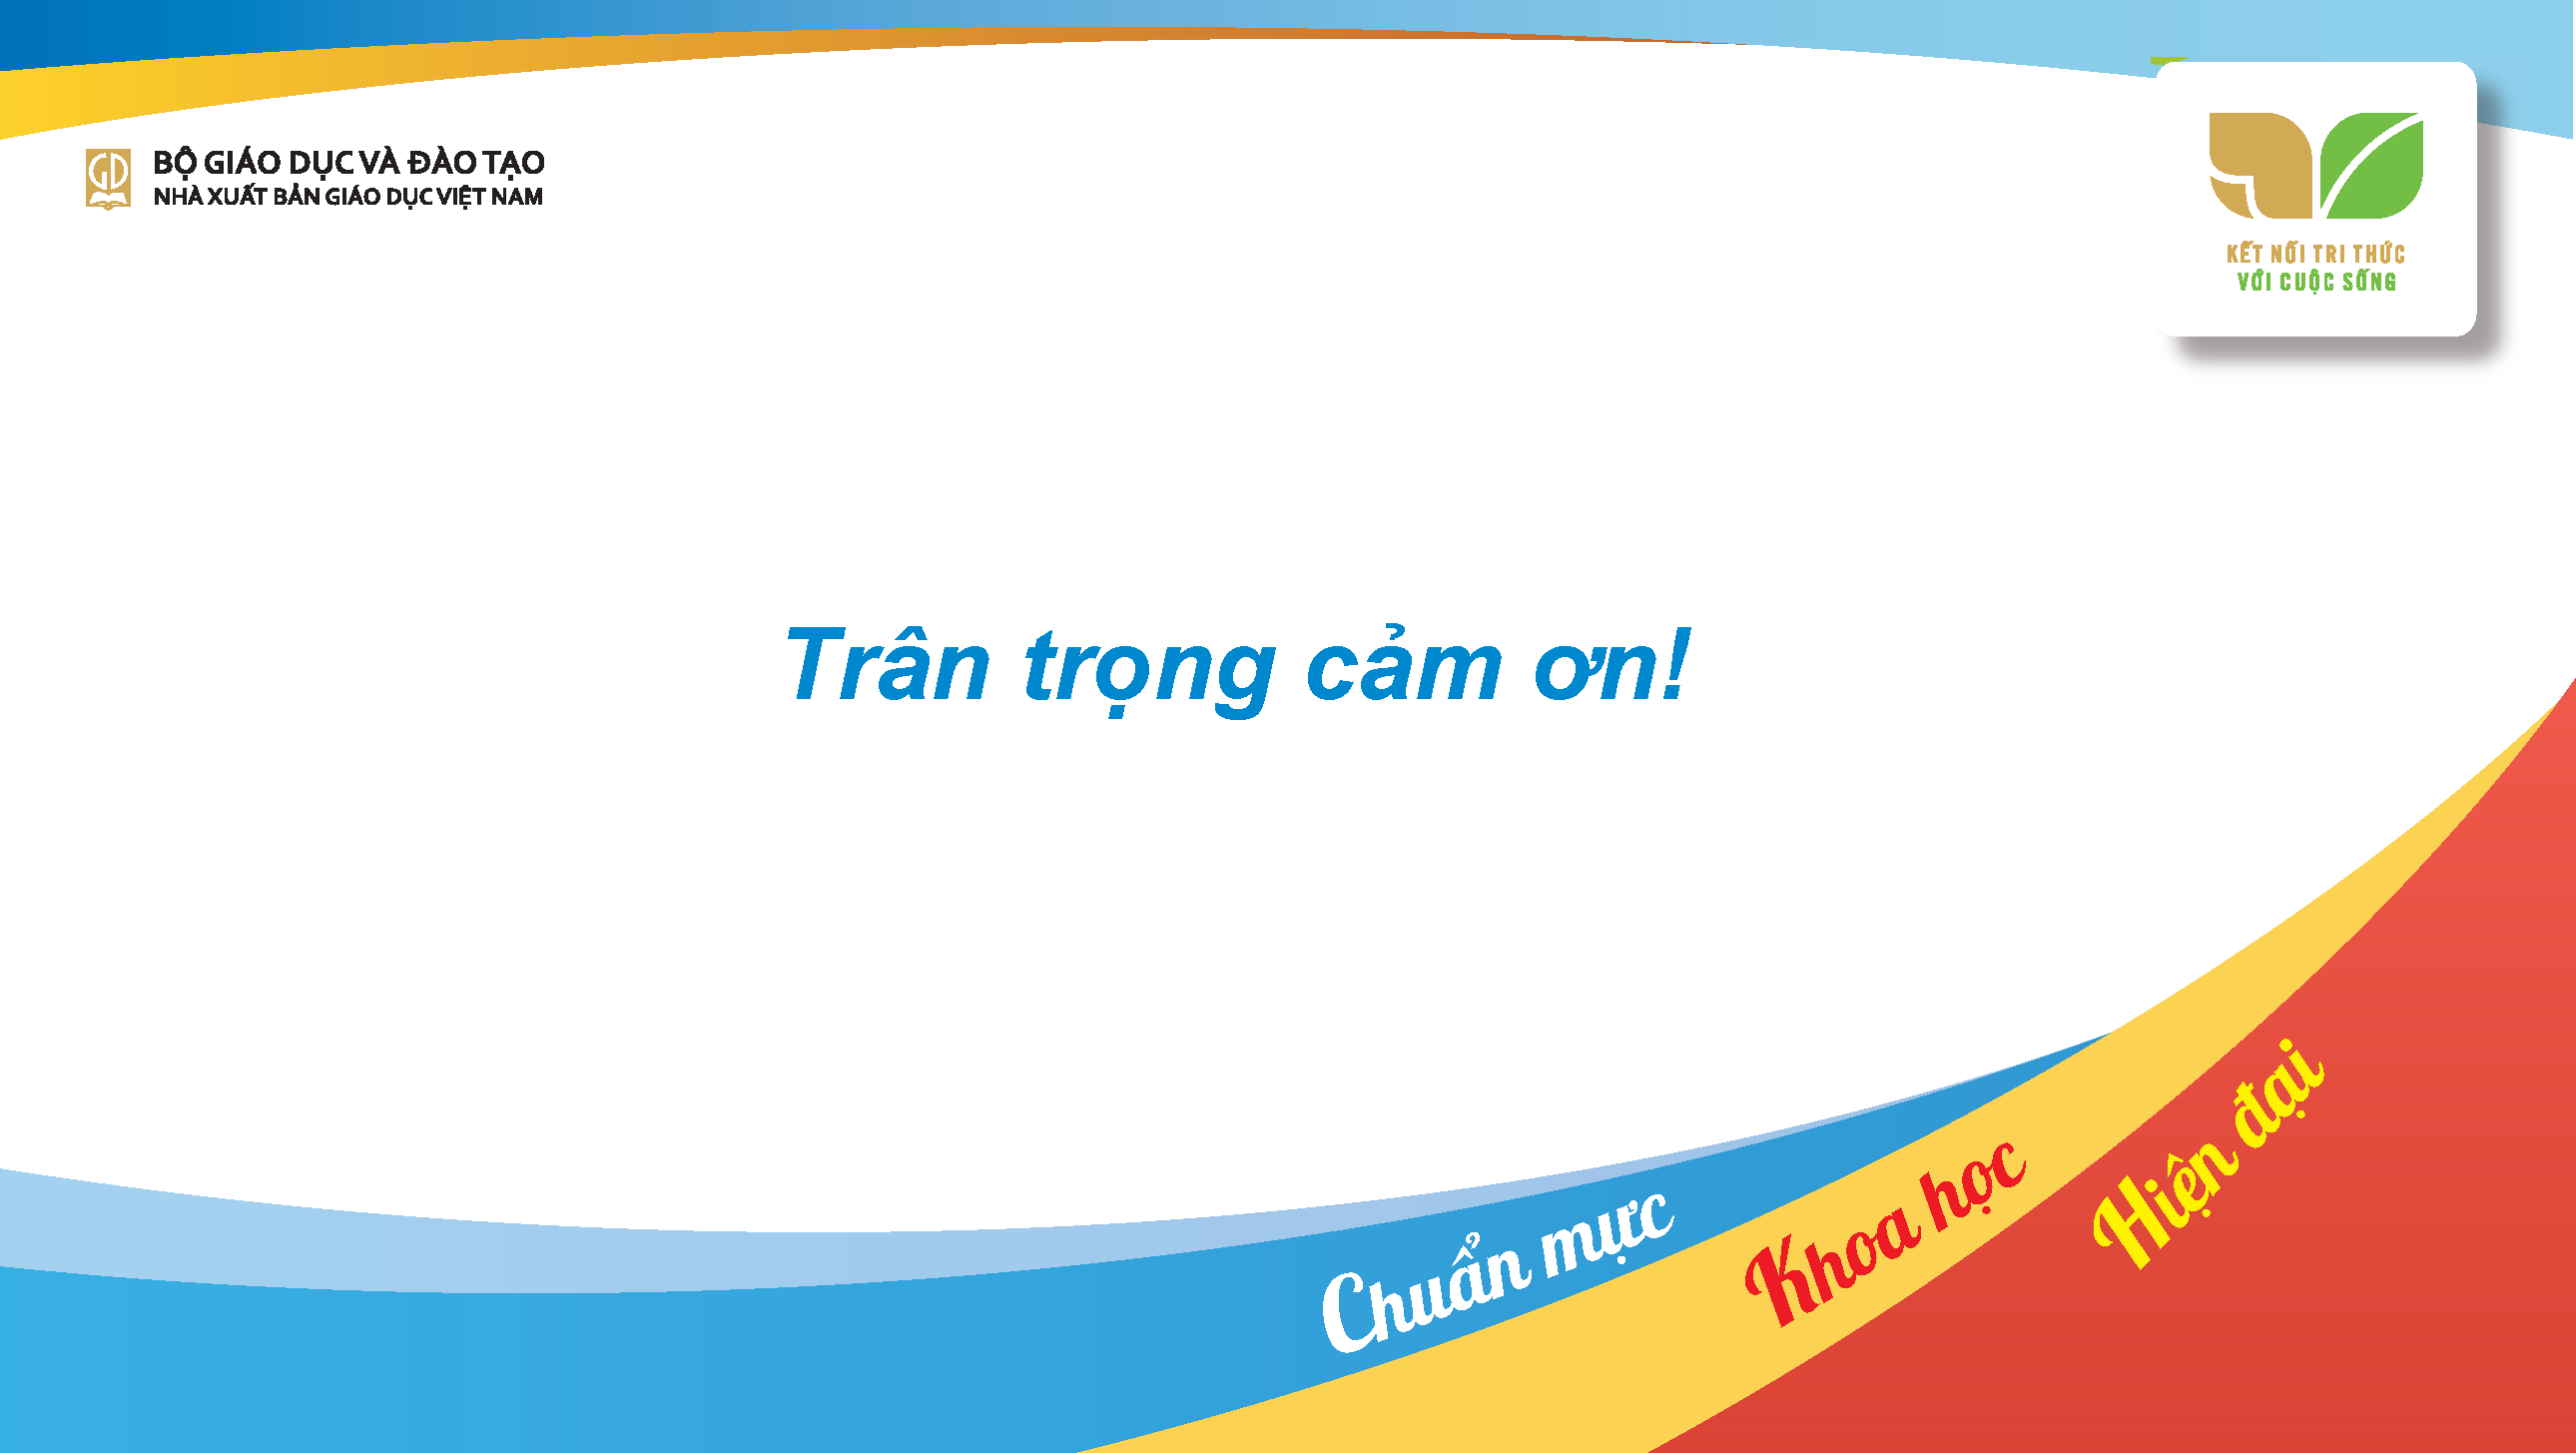 BỘ GIÁO DỤC VÀ ĐÀO TẠO
NHÀ XUẤT BẢN GIÁO DỤC VIỆT NAM
GD
KẾT NỐI TRI THỨC
VỚI CUỘC SỐNG
Trân trọng cảm ơn!
Chuẩn mực
Khoa học
Hiện đại